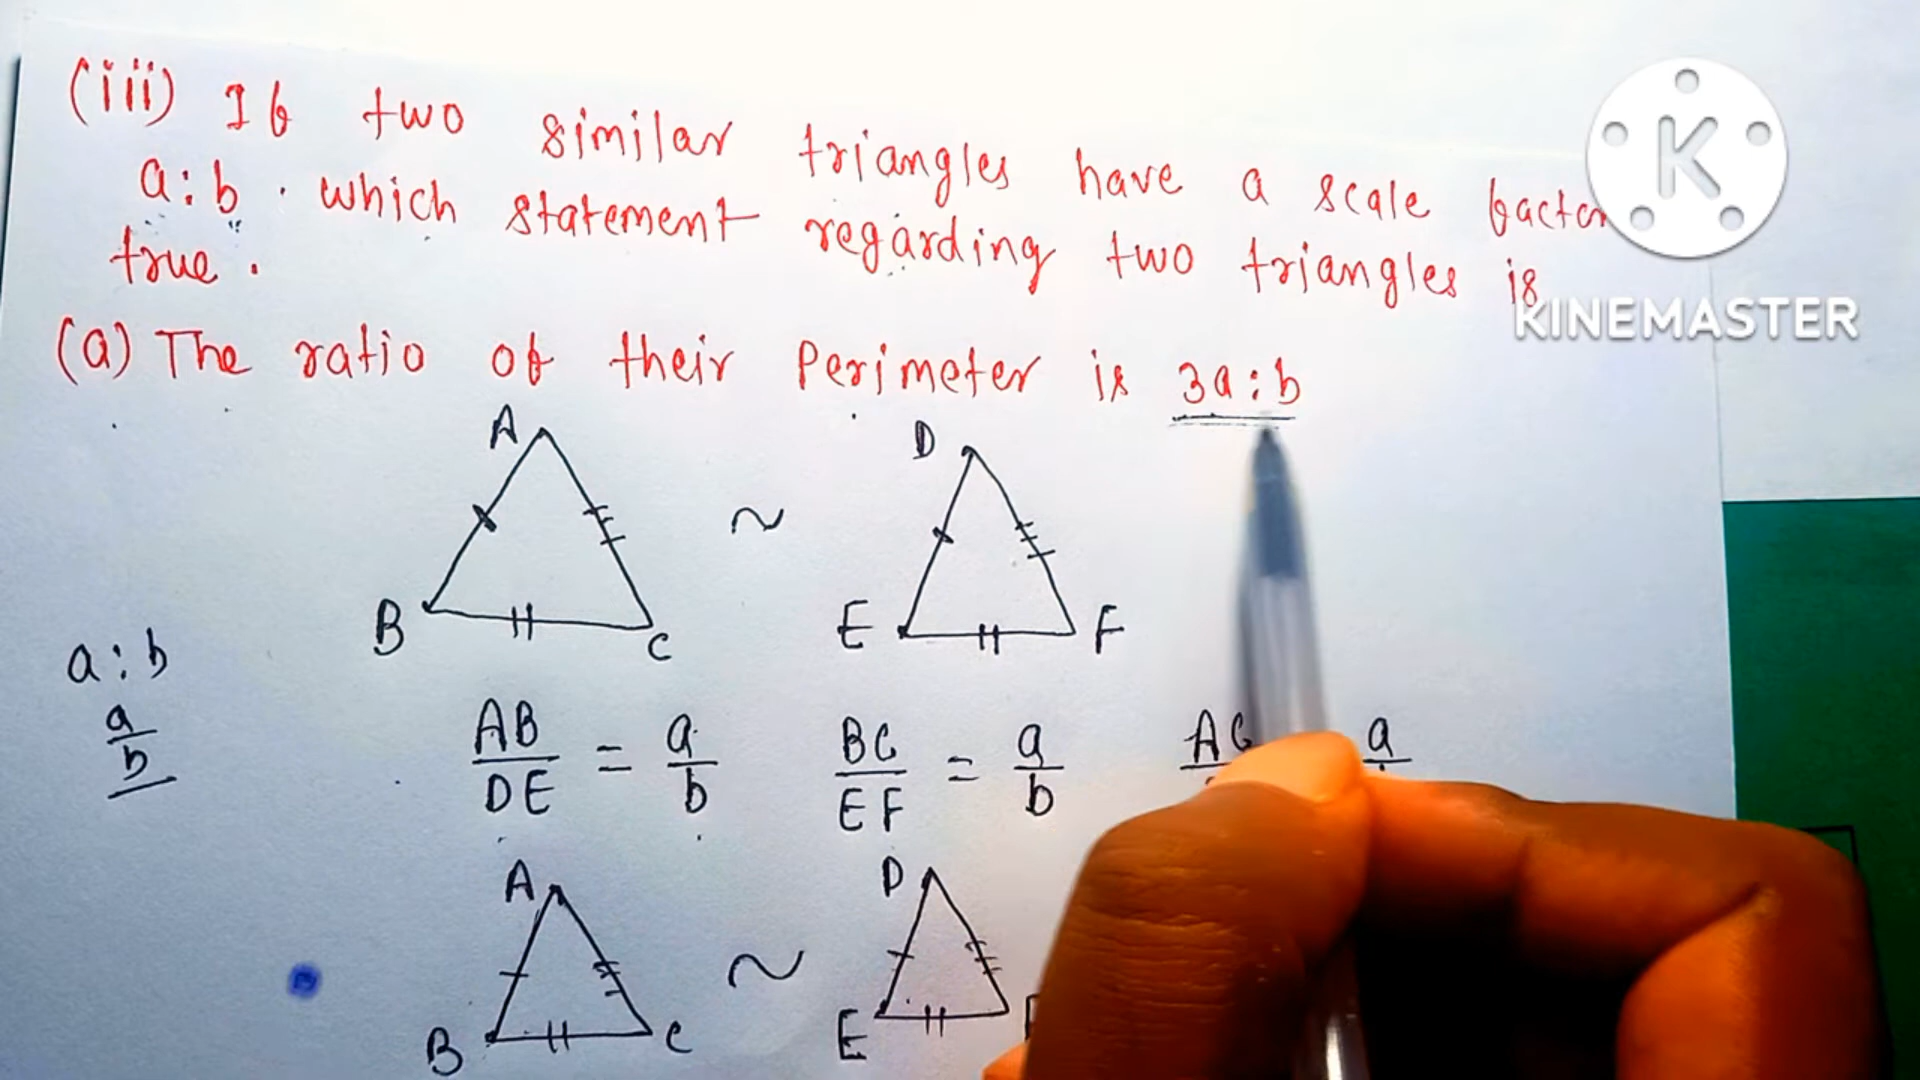 (iii) If two similar triangles have a scale factor
a:b. which statement regarding two triangles is
true.
(a) The ratio of their Perimeter is 3a:b
K
KINEMASTER
A D
~
B C E F
a:b
a/b
AB/DE = a/b BC/EF = a/b a
A D
~
B C E